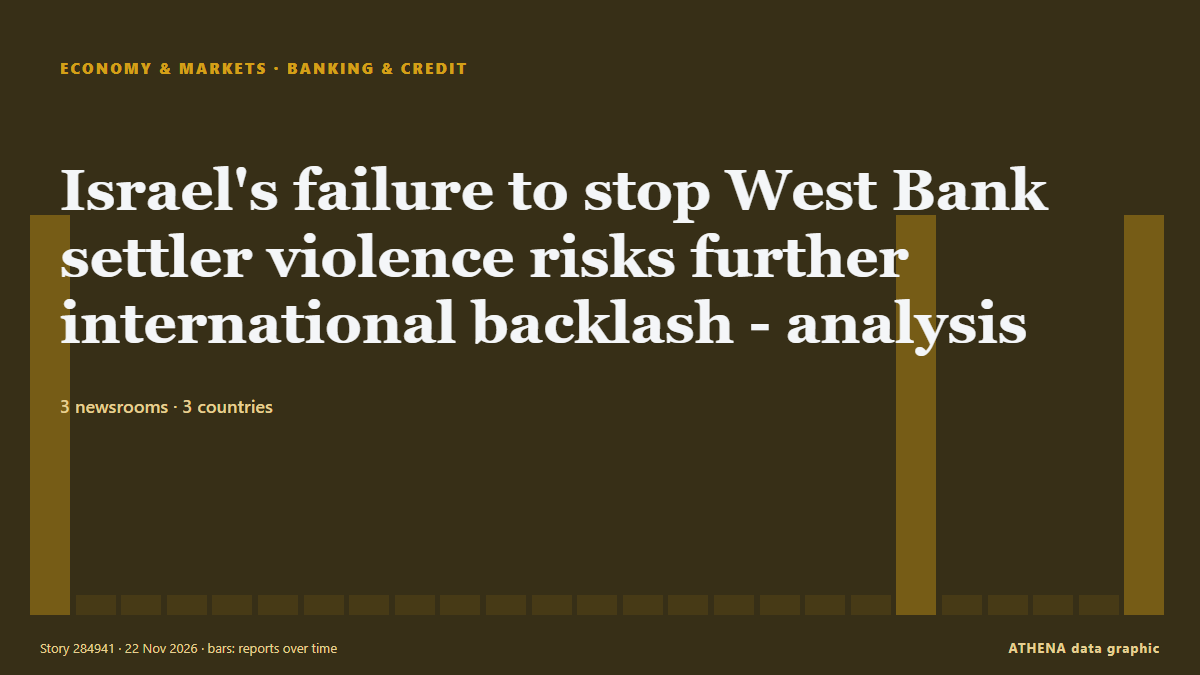 ECONOMY & MARKETS · BANKING & CREDIT
Israel's failure to stop West Bank
settler violence risks further
international backlash - analysis
3 newsrooms · 3 countries
Story 284941 · 22 Nov 2026 · bars: reports over time
ATHENA data graphic